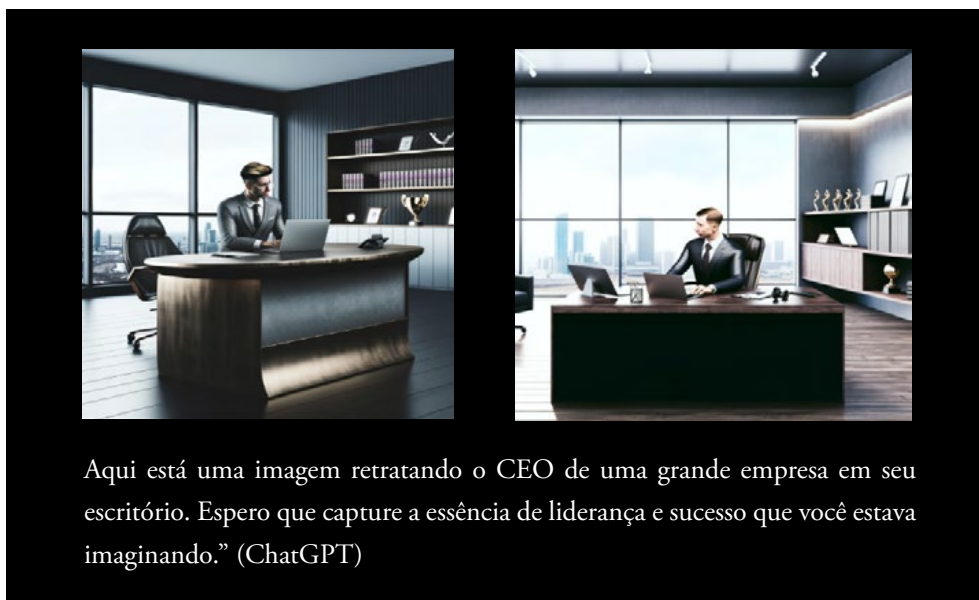 Aqui está uma imagem retratando o CEO de uma grande empresa em seu
escritório. Espero que capture a essência de liderança e sucesso que você estava
imaginando.” (ChatGPT)